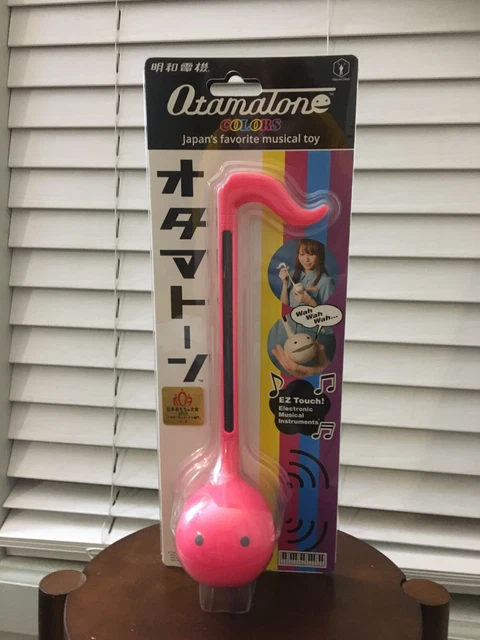 明和電機
Otamatone
COLORS
Japan's favorite musical toy
オタマトーン
Wah
Wah
Wah...
EZ Touch!
Electronic
Musical
Instruments